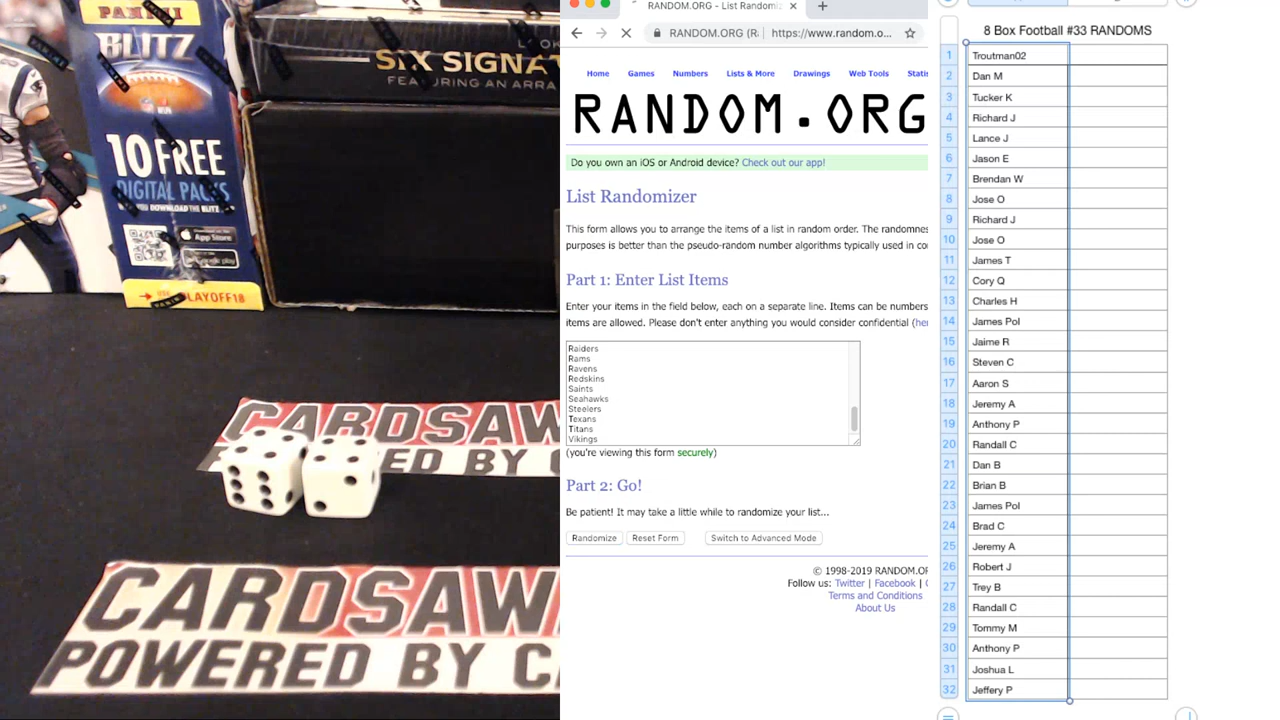 PANINI
BLITZ
10 FREE
DIGITAL PACKS
App Store
PLAYOFF18
SIX SIGNA
FEATURING AN ARRA
CARDSAW
POWERED BY C
CARDSAW
POWERED BY C
RANDOM.ORG - List Randomiz
RANDOM.ORG (R
https://www.random.o...
Home Games Numbers Lists & More Drawings Web Tools Statis
RANDOM.ORG
Do you own an iOS or Android device? Check out our app!
List Randomizer
This form allows you to arrange the items of a list in random order. The randomnes
purposes is better than the pseudo-random number algorithms typically used in co
Part 1: Enter List Items
Enter your items in the field below, each on a separate line. Items can be numbers
items are allowed. Please don't enter anything you would consider confidential (her
Raiders
Rams
Ravens
Redskins
Saints
Seahawks
Steelers
Texans
Titans
Vikings
(you're viewing this form securely)
Part 2: Go!
Be patient! It may take a little while to randomize your list...
Randomize Reset Form Switch to Advanced Mode
© 1998-2019 RANDOM.OR
Follow us: Twitter | Facebook |
Terms and Conditions
About Us
8 Box Football #33 RANDOMS
1 Troutman02
2 Dan M
3 Tucker K
4 Richard J
5 Lance J
6 Jason E
7 Brendan W
8 Jose O
9 Richard J
10 Jose O
11 James T
12 Cory Q
13 Charles H
14 James Pol
15 Jaime R
16 Steven C
17 Aaron S
18 Jeremy A
19 Anthony P
20 Randall C
21 Dan B
22 Brian B
23 James Pol
24 Brad C
25 Jeremy A
26 Robert J
27 Trey B
28 Randall C
29 Tommy M
30 Anthony P
31 Joshua L
32 Jeffery P